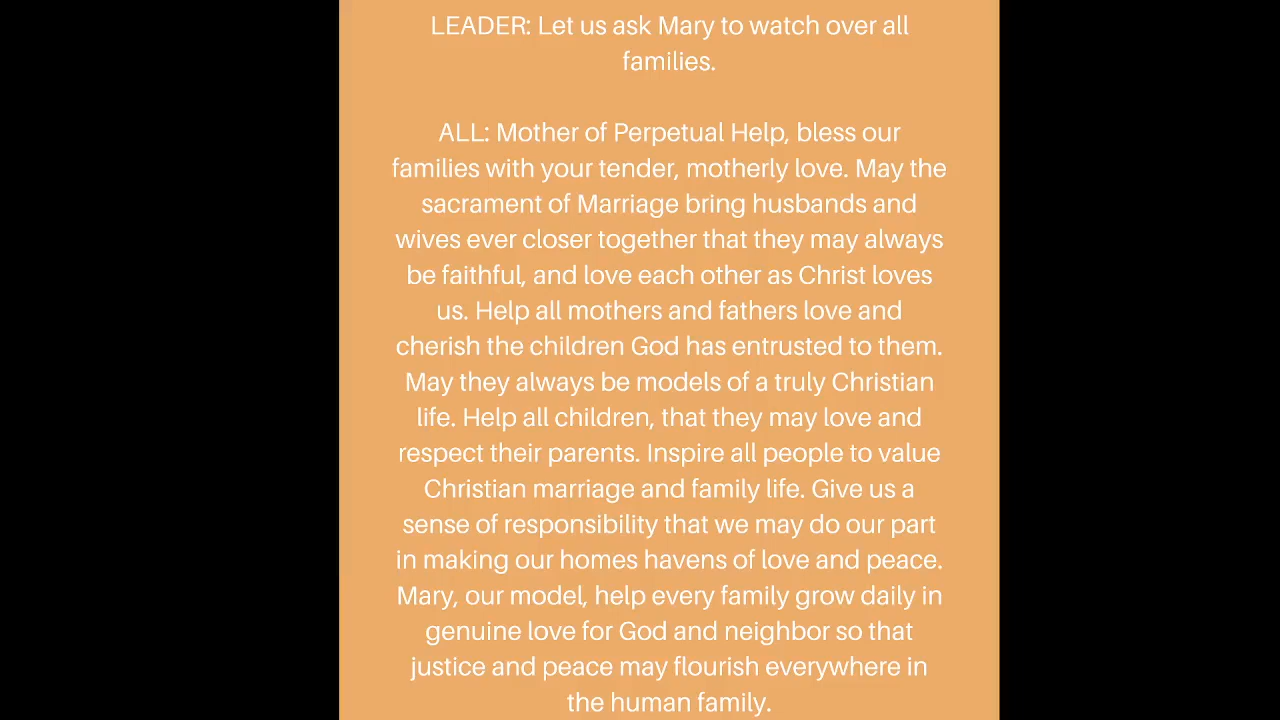 LEADER: Let us ask Mary to watch over all
families.
ALL: Mother of Perpetual Help, bless our
families with your tender, motherly love. May the
sacrament of Marriage bring husbands and
wives ever closer together that they may always
be faithful, and love each other as Christ loves
us. Help all mothers and fathers love and
cherish the children God has entrusted to them.
May they always be models of a truly Christian
life. Help all children, that they may love and
respect their parents. Inspire all people to value
Christian marriage and family life. Give us a
sense of responsibility that we may do our part
in making our homes havens of love and peace.
Mary, our model, help every family grow daily in
genuine love for God and neighbor so that
justice and peace may flourish everywhere in
the human family.